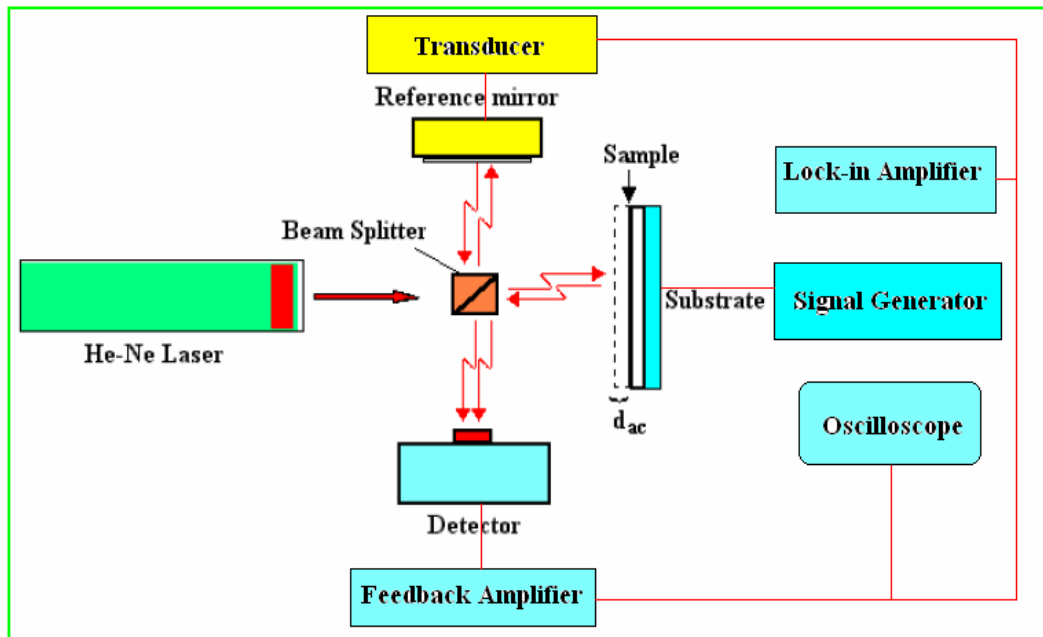 Transducer
Reference mirror
Sample
Lock-in Amplifier
Beam Splitter
Substrate
Signal Generator
He-Ne Laser
dac
Oscilloscope
Detector
Feedback Amplifier